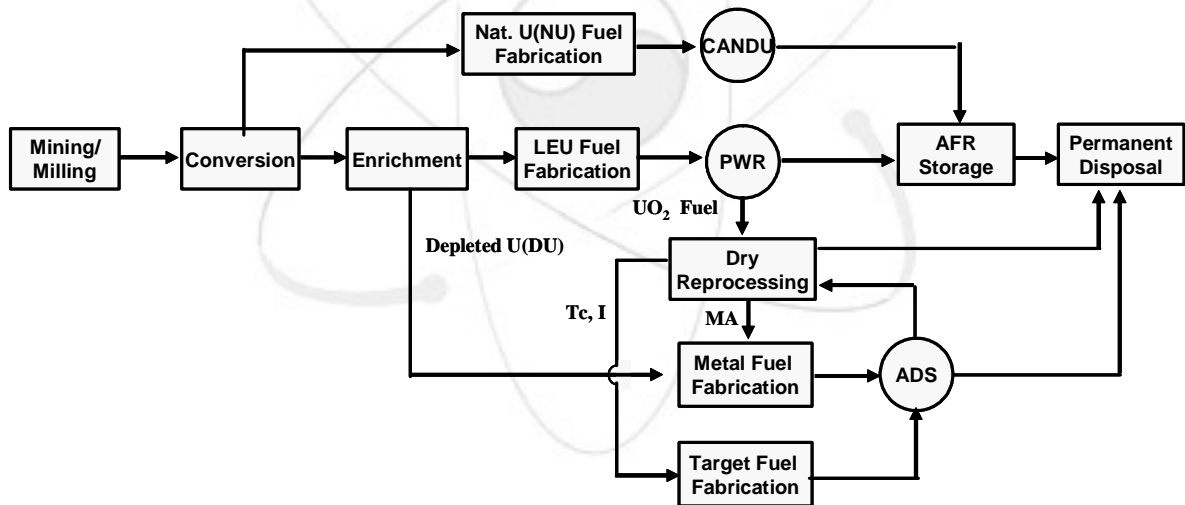 Nat. U(NU) Fuel
Fabrication
CANDU
Mining/
Milling
Conversion
Enrichment
LEU Fuel
Fabrication
PWR
AFR
Storage
Permanent
Disposal
UO₂ Fuel
Depleted U(DU)
Dry
Reprocessing
Tc, I
MA
Metal Fuel
Fabrication
ADS
Target Fuel
Fabrication